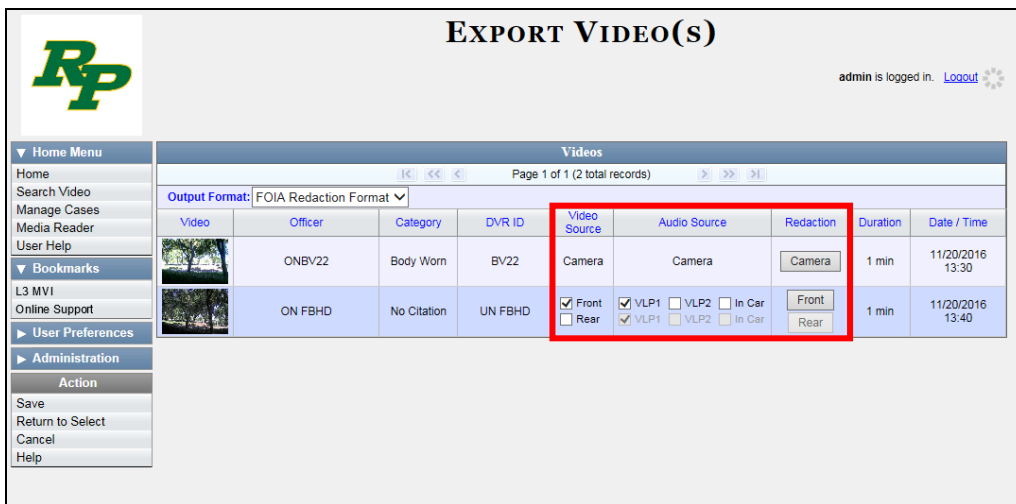 EXPORT VIDEO(S)
RP
admin is logged in. Logout
▼ Home Menu
Home
Search Video
Manage Cases
Media Reader
User Help
▼ Bookmarks
L3 MVI
Online Support
▶ User Preferences
▶ Administration
Action
Save
Return to Select
Cancel
Help
Videos
Page 1 of 1 (2 total records)
Output Format: FOIA Redaction Format
Video Officer Category DVR ID Video Source Audio Source Redaction Duration Date / Time
ONBV22 Body Worn BV22 Camera Camera Camera 1 min 11/20/2016 13:30
ON FBHD No Citation UN FBHD Front VLP1 VLP2 In Car Front 1 min 11/20/2016 13:40
Rear VLP1 VLP2 In Car Rear